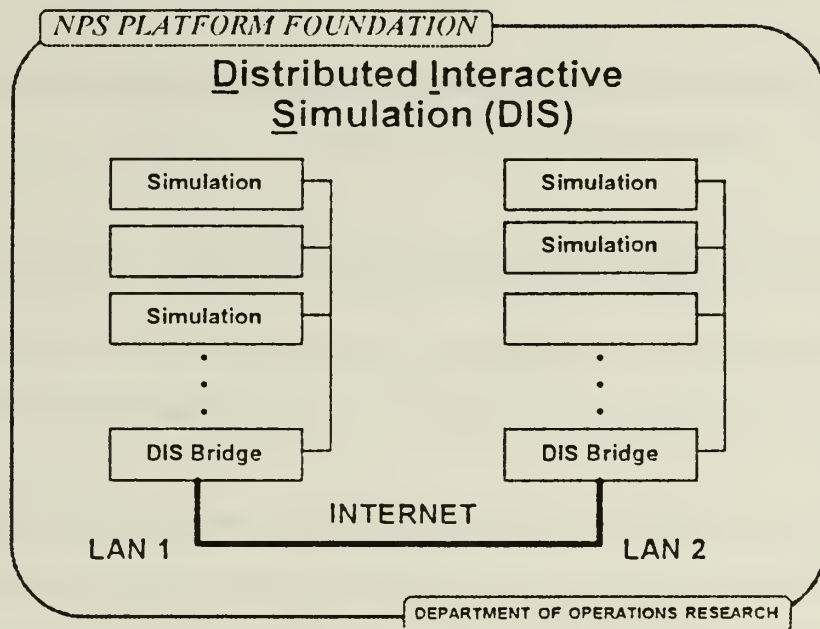 NPS PLATFORM FOUNDATION
Distributed Interactive
Simulation (DIS)
Simulation
Simulation
DIS Bridge
Simulation
Simulation
DIS Bridge
INTERNET
LAN 1
LAN 2
DEPARTMENT OF OPERATIONS RESEARCH